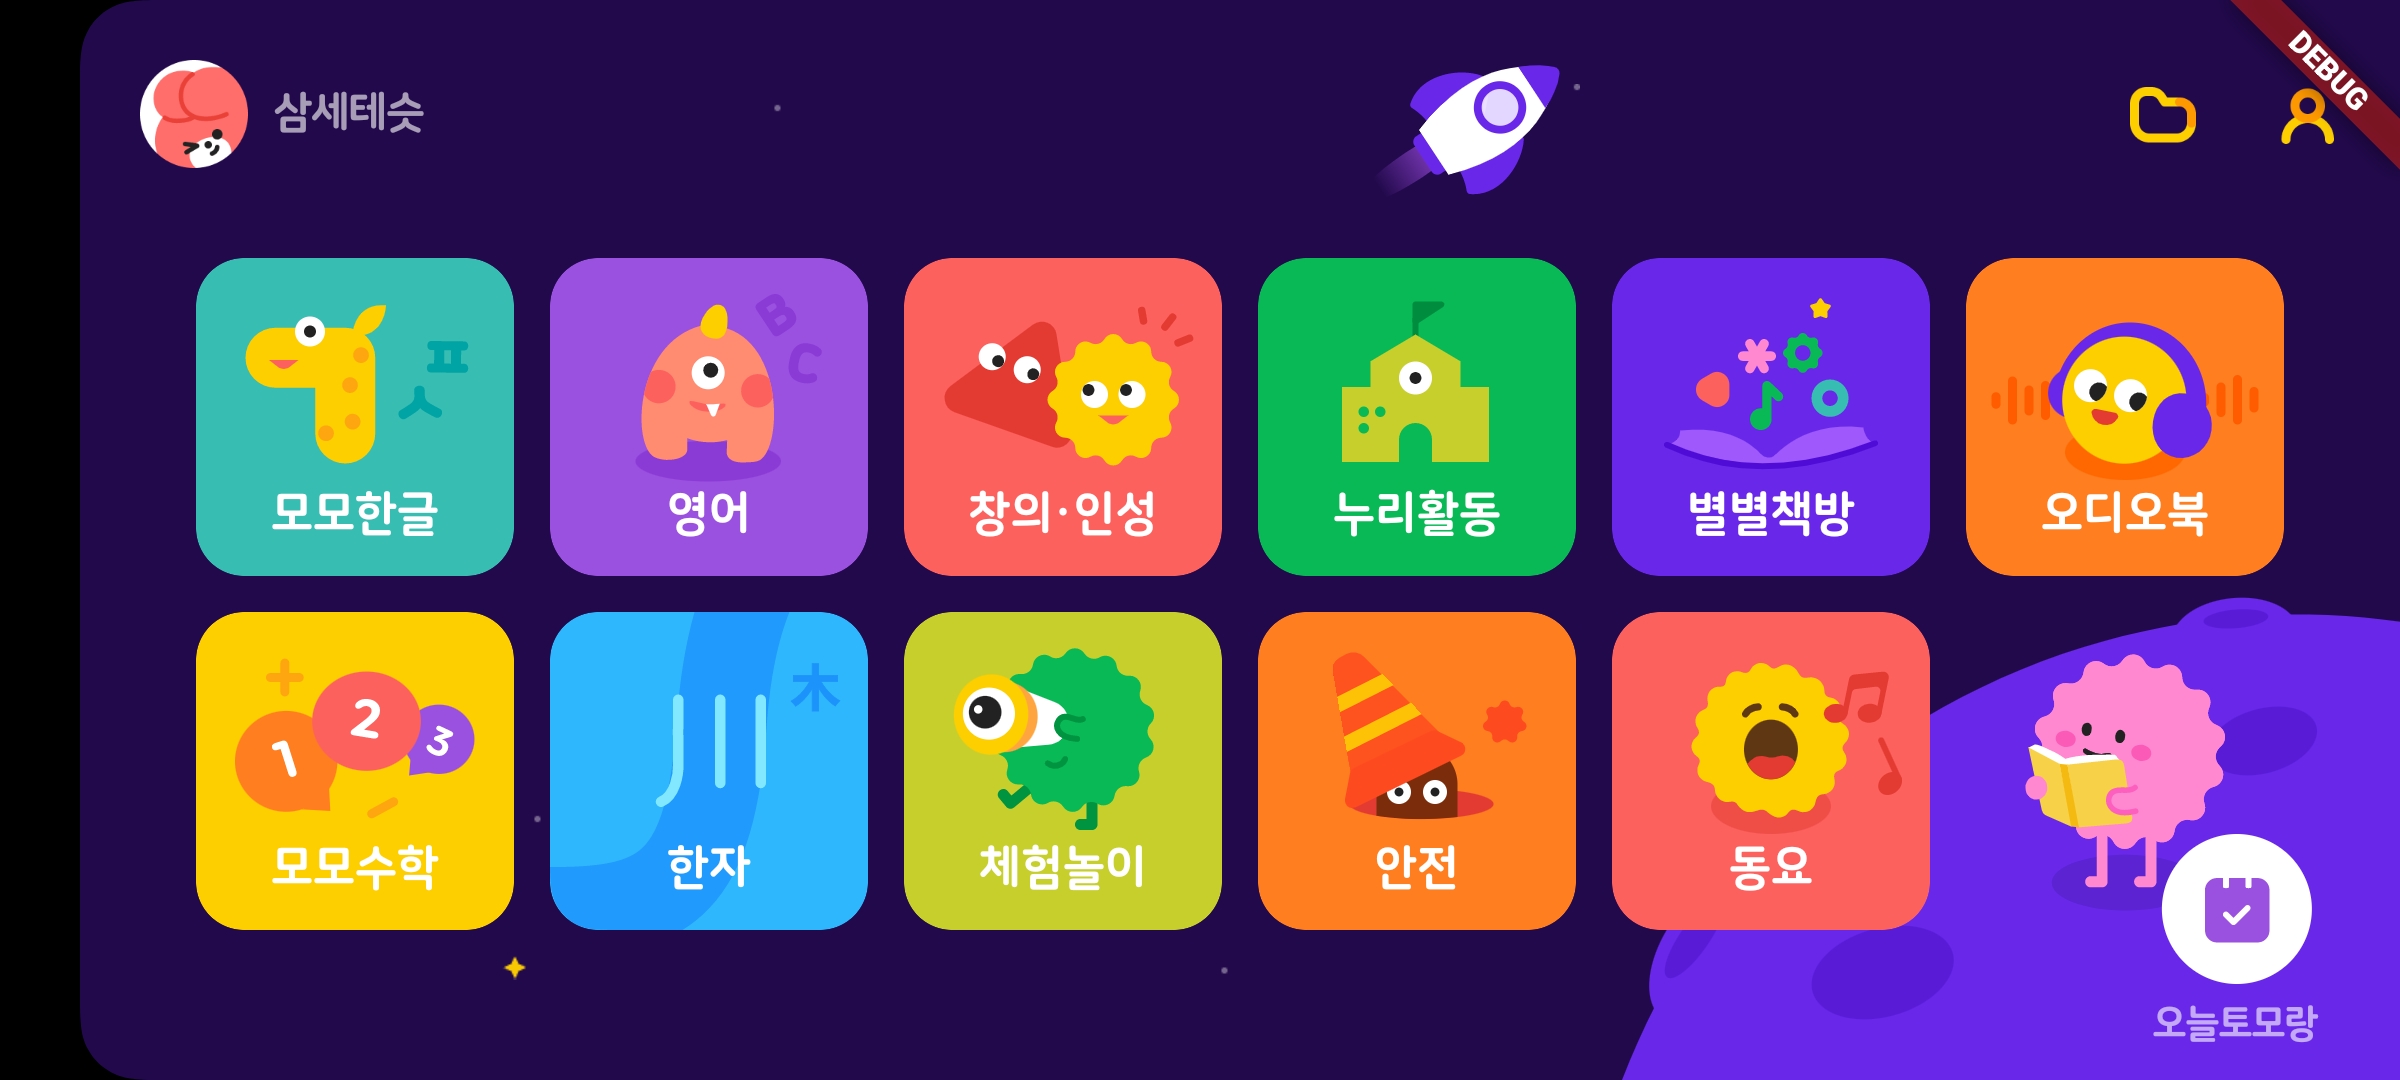 삼세테슷
DEBUG
ㅍ
ㅅ
모모한글
B
C
영어
창의·인성
누리활동
별별책방
오디오북
1
2
3
모모수학
木
한자
체험놀이
안전
동요
오늘토모랑